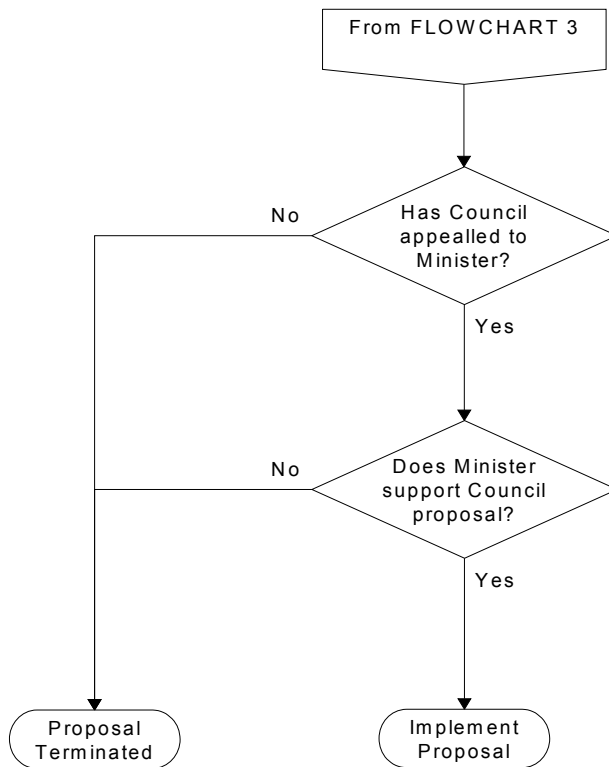 From FLOWCHART 3
No
Has Council
appealled to
Minister?
Yes
No
Does Minister
support Council
proposal?
Yes
Proposal
Terminated
Implement
Proposal